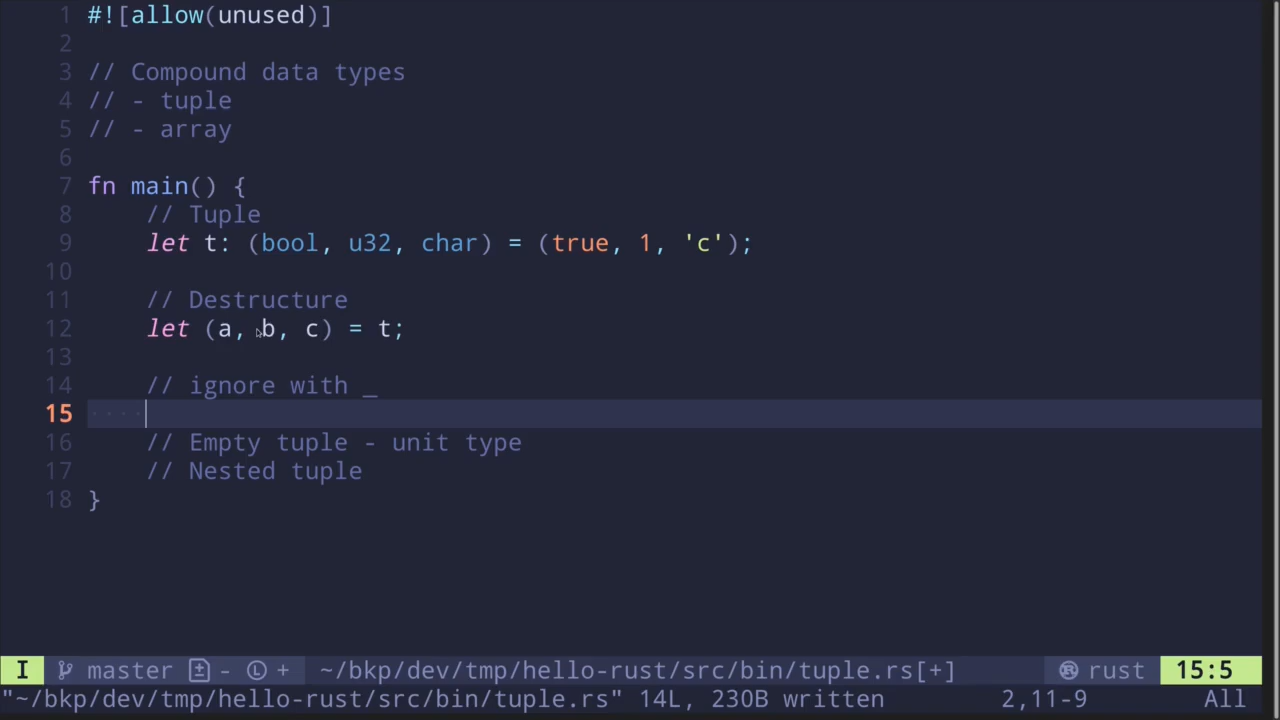 1 #![allow(unused)]
2
3 // Compound data types
4 // - tuple
5 // - array
6
7 fn main() {
8     // Tuple
9     let t: (bool, u32, char) = (true, 1, 'c');
10
11     // Destructure
12     let (a, b, c) = t;
13
14     // ignore with _
15
16     // Empty tuple - unit type
17     // Nested tuple
18 }
I master - L + ~/bkp/dev/tmp/hello-rust/src/bin/tuple.rs[+] rust 15:5
"~/bkp/dev/tmp/hello-rust/src/bin/tuple.rs" 14L, 230B written 2,11-9 All